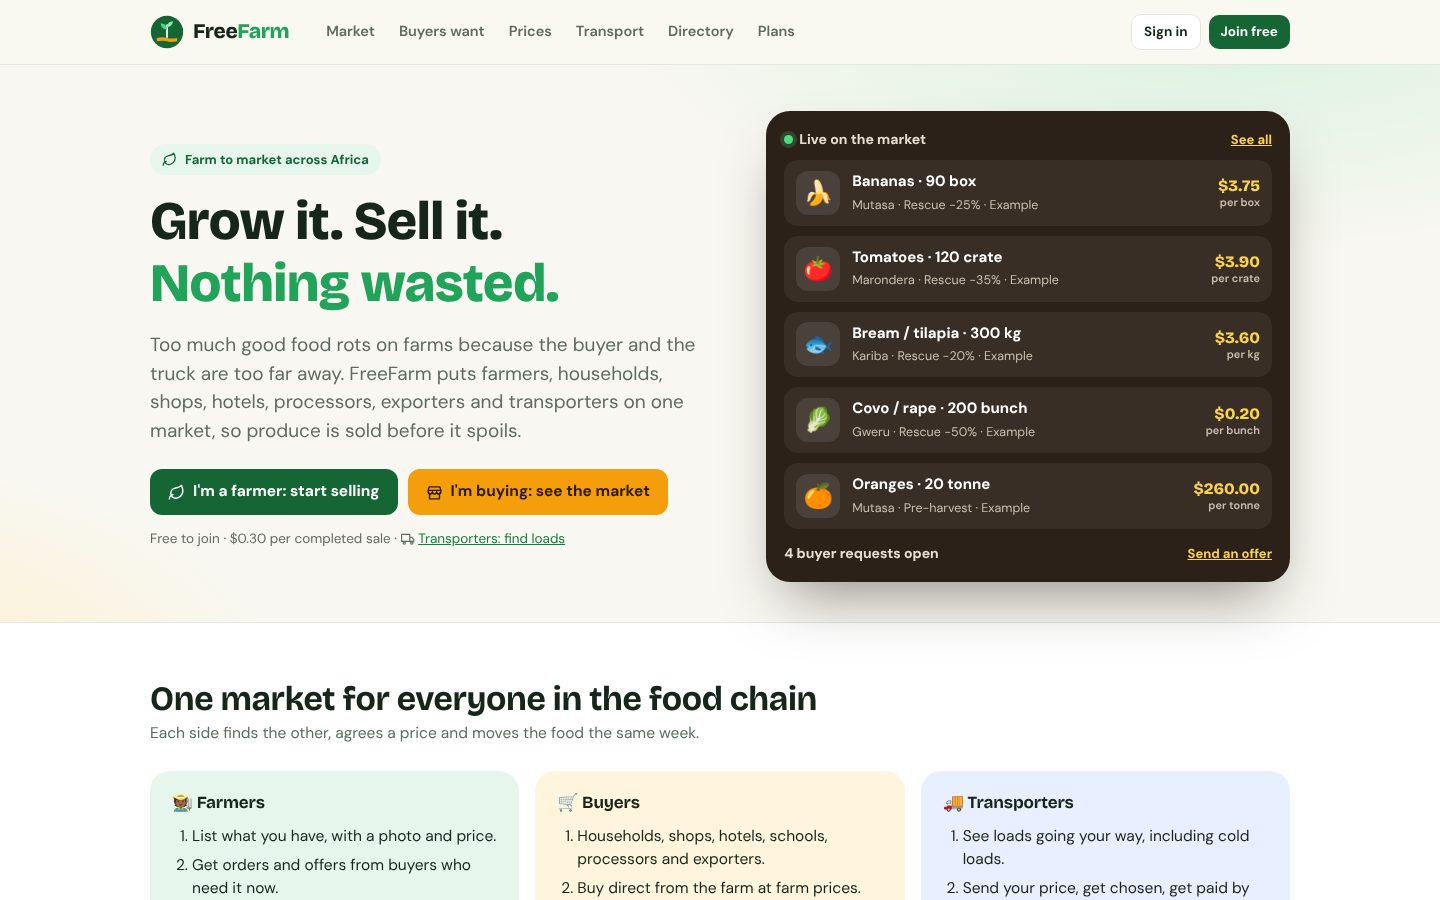 FreeFarm
Market
Buyers want
Prices
Transport
Directory
Plans
Sign in
Join free
Farm to market across Africa
Grow it. Sell it.
Nothing wasted.
Too much good food rots on farms because the buyer and the
truck are too far away. FreeFarm puts farmers, households,
shops, hotels, processors, exporters and transporters on one
market, so produce is sold before it spoils.
I'm a farmer: start selling
I'm buying: see the market
Free to join · $0.30 per completed sale · Transporters: find loads
Live on the market
See all
Bananas · 90 box
Mutasa · Rescue -25% · Example
$3.75
per box
Tomatoes · 120 crate
Marondera · Rescue -35% · Example
$3.90
per crate
Bream / tilapia · 300 kg
Kariba · Rescue -20% · Example
$3.60
per kg
Covo / rape · 200 bunch
Gweru · Rescue -50% · Example
$0.20
per bunch
Oranges · 20 tonne
Mutasa · Pre-harvest · Example
$260.00
per tonne
4 buyer requests open
Send an offer
One market for everyone in the food chain
Each side finds the other, agrees a price and moves the food the same week.
Farmers
1. List what you have, with a photo and price.
2. Get orders and offers from buyers who
need it now.
Buyers
1. Households, shops, hotels, schools,
processors and exporters.
2. Buy direct from the farm at farm prices.
Transporters
1. See loads going your way, including cold
loads.
2. Send your price, get chosen, get paid by